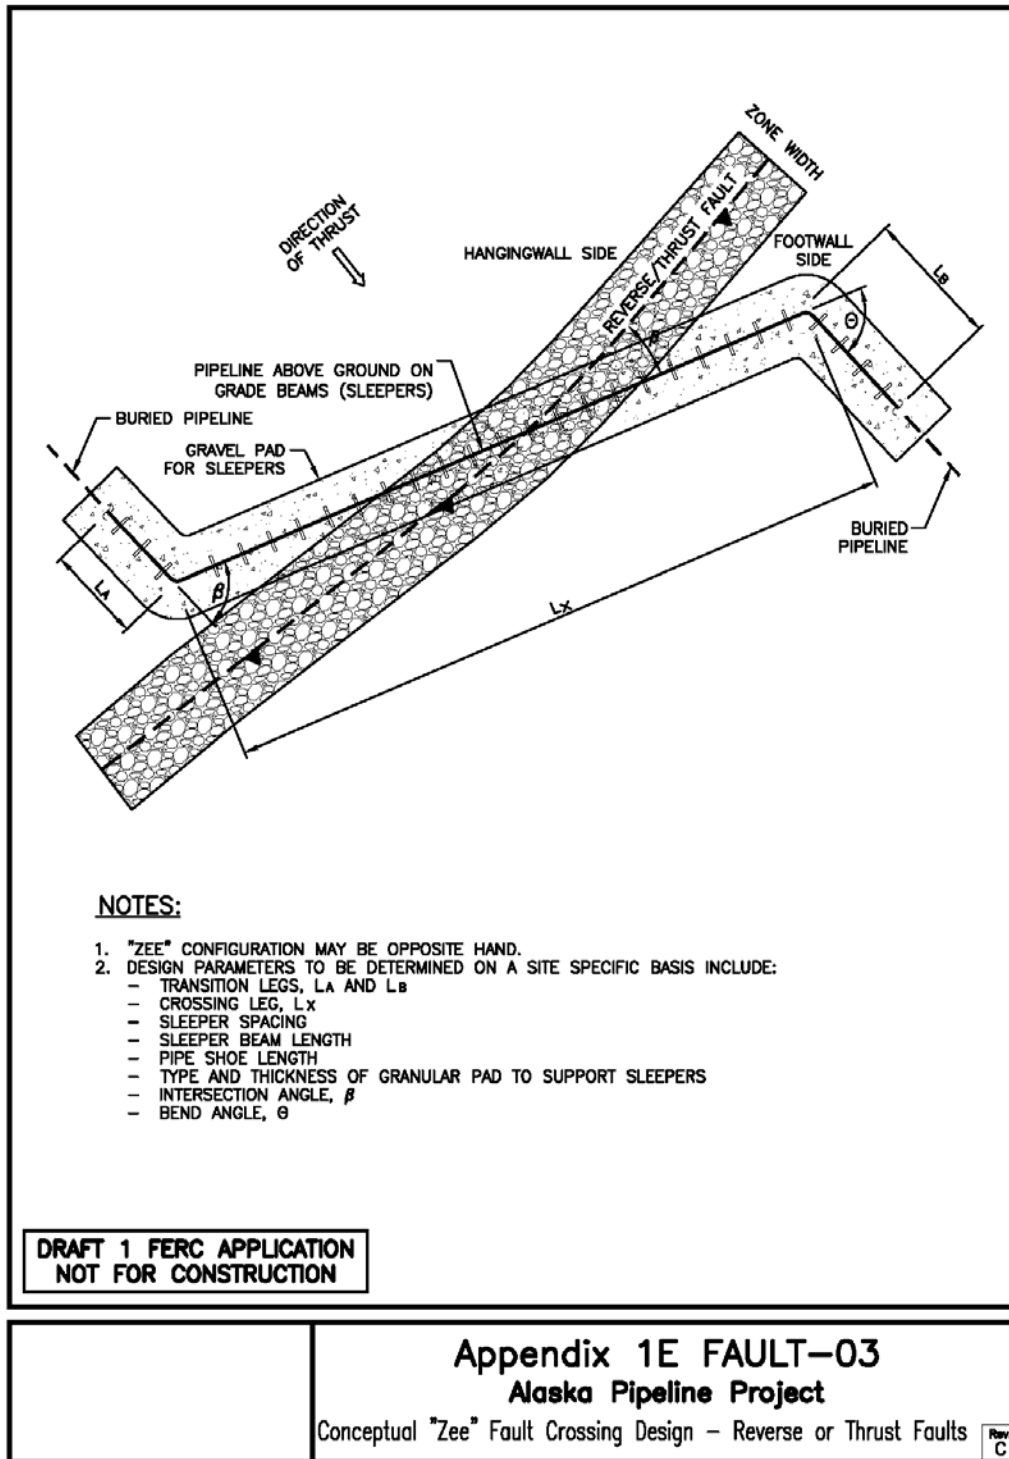 ZONE WIDTH
DIRECTION
OF THRUST
HANGINGWALL SIDE
REVERSE/THRUST FAULT
FOOTWALL
SIDE
LB
θ
PIPELINE ABOVE GROUND ON
GRADE BEAMS (SLEEPERS)
BURIED PIPELINE
GRAVEL PAD
FOR SLEEPERS
BURIED
PIPELINE
LA
β
LX
NOTES:
1. "ZEE" CONFIGURATION MAY BE OPPOSITE HAND.
2. DESIGN PARAMETERS TO BE DETERMINED ON A SITE SPECIFIC BASIS INCLUDE:
– TRANSITION LEGS, LA AND LB
– CROSSING LEG, LX
– SLEEPER SPACING
– SLEEPER BEAM LENGTH
– PIPE SHOE LENGTH
– TYPE AND THICKNESS OF GRANULAR PAD TO SUPPORT SLEEPERS
– INTERSECTION ANGLE, β
– BEND ANGLE, θ
DRAFT 1 FERC APPLICATION
NOT FOR CONSTRUCTION
Appendix 1E FAULT–03
Alaska Pipeline Project
Conceptual "Zee" Fault Crossing Design – Reverse or Thrust Faults
Rev
C